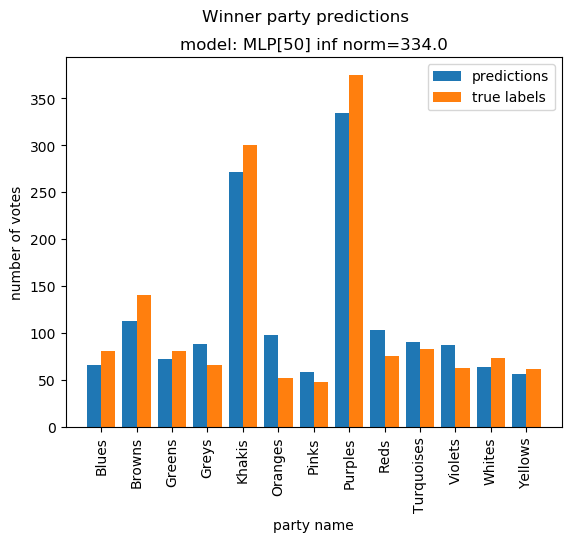 Winner party predictions
model: MLP[50] inf norm=334.0
predictions
true labels
number of votes
350
300
250
200
150
100
50
0
Blues
Browns
Greens
Greys
Khakis
Oranges
Pinks
Purples
Reds
Turquoises
Violets
Whites
Yellows
party name